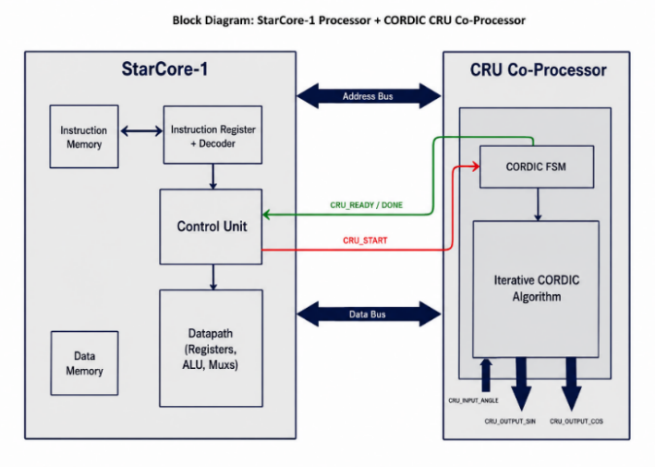 Block Diagram: StarCore-1 Processor + CORDIC CRU Co-Processor
StarCore-1
CRU Co-Processor
Address Bus
Instruction
Memory
Instruction Register
+ Decoder
CORDIC FSM
CRU_READY / DONE
Control Unit
CRU_START
Iterative CORDIC
Algorithm
Data Bus
Datapath
(Registers,
ALU, Muxs)
Data
Memory
CRU_INPUT_ANGLE
CRU_OUTPUT_SIN
CRU_OUTPUT_COS